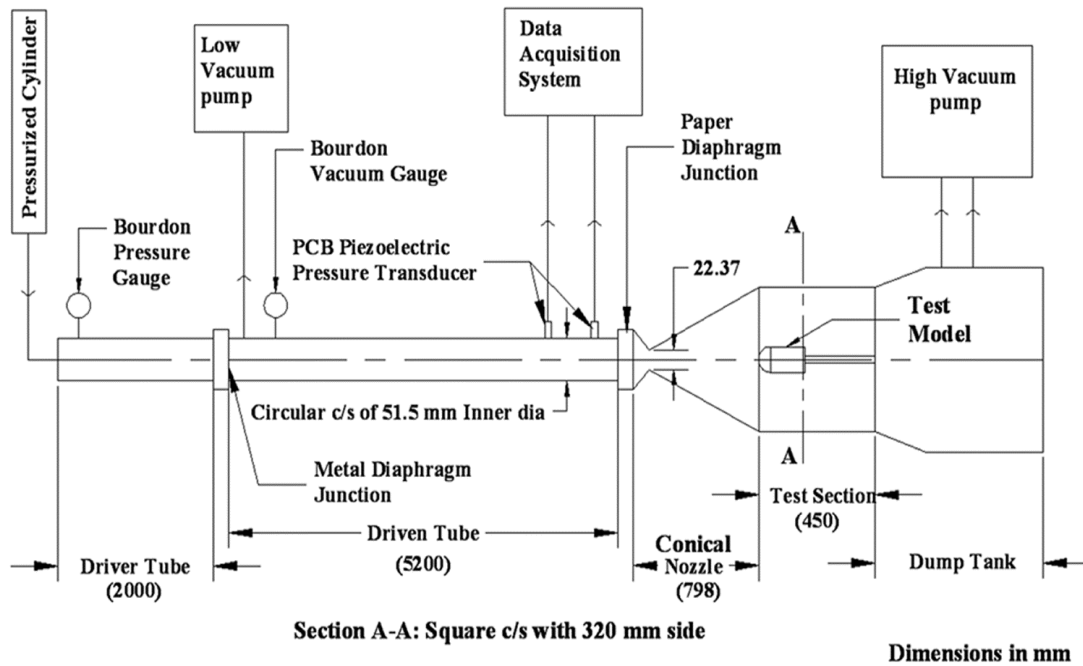 Pressurized Cylinder
Low
Vacuum
pump
Data
Acquisition
System
High Vacuum
pump
Paper
Diaphragm
Junction
Bourdon
Vacuum Gauge
Bourdon
Pressure
Gauge
PCB Piezoelectric
Pressure Transducer
22.37
A
Test
Model
Circular c/s of 51.5 mm Inner dia
A
Metal Diaphragm
Junction
Test Section
(450)
Driven Tube
(5200)
Conical
Nozzle
(798)
Dump Tank
Driver Tube
(2000)
Section A-A: Square c/s with 320 mm side
Dimensions in mm